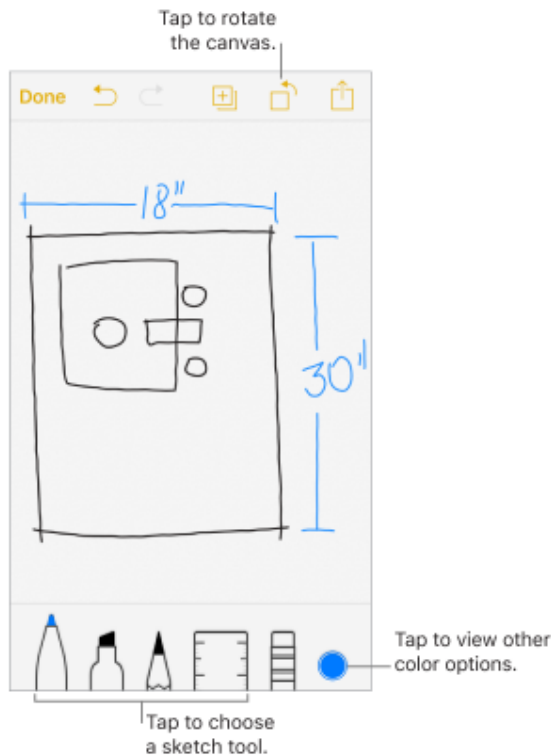 Tap to rotate
the canvas.
Done
18"
30"
Tap to view other
color options.
Tap to choose
a sketch tool.